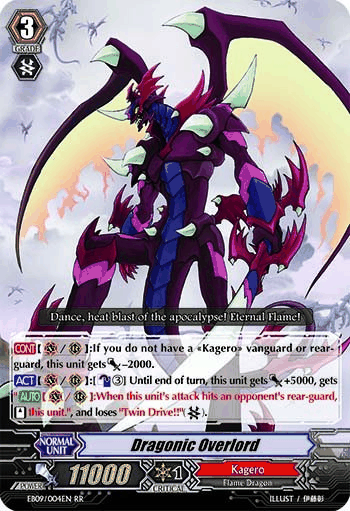 3
GRADE
Dance, heat blast of the apocalypse! Eternal Flame!
CONT [ / ]:If you do not have a «Kagero» vanguard or rear-
guard, this unit gets -2000.
ACT [ / ]:[ ③] Until end of turn, this unit gets +5000, gets
"AUTO [ / ]:When this unit's attack hits an opponent's rear-guard,
[ this unit.", and loses "Twin Drive!!"( ).
NORMAL
UNIT
Dragonic Overlord
POWER
11000
1
CRITICAL
Kagero
Flame Dragon
EB09/004EN RR
ILLUST / 伊藤彰